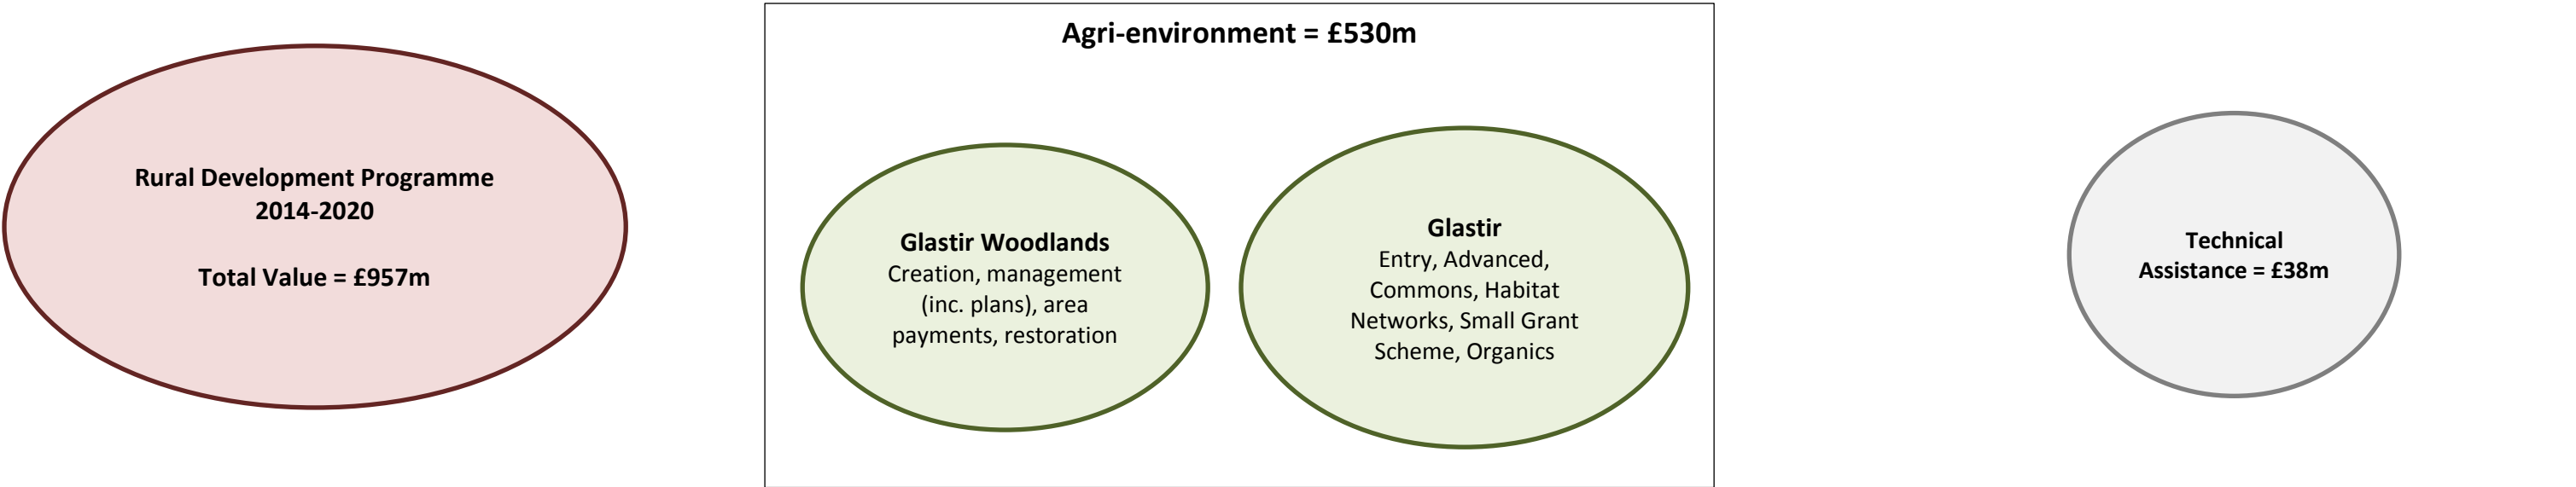 Rural Development Programme
2014-2020
Total Value = £957m
Agri-environment = £530m
Glastir Woodlands
Creation, management
(inc. plans), area
payments, restoration
Glastir
Entry, Advanced,
Commons, Habitat
Networks, Small Grant
Scheme, Organics
Technical
Assistance = £38m